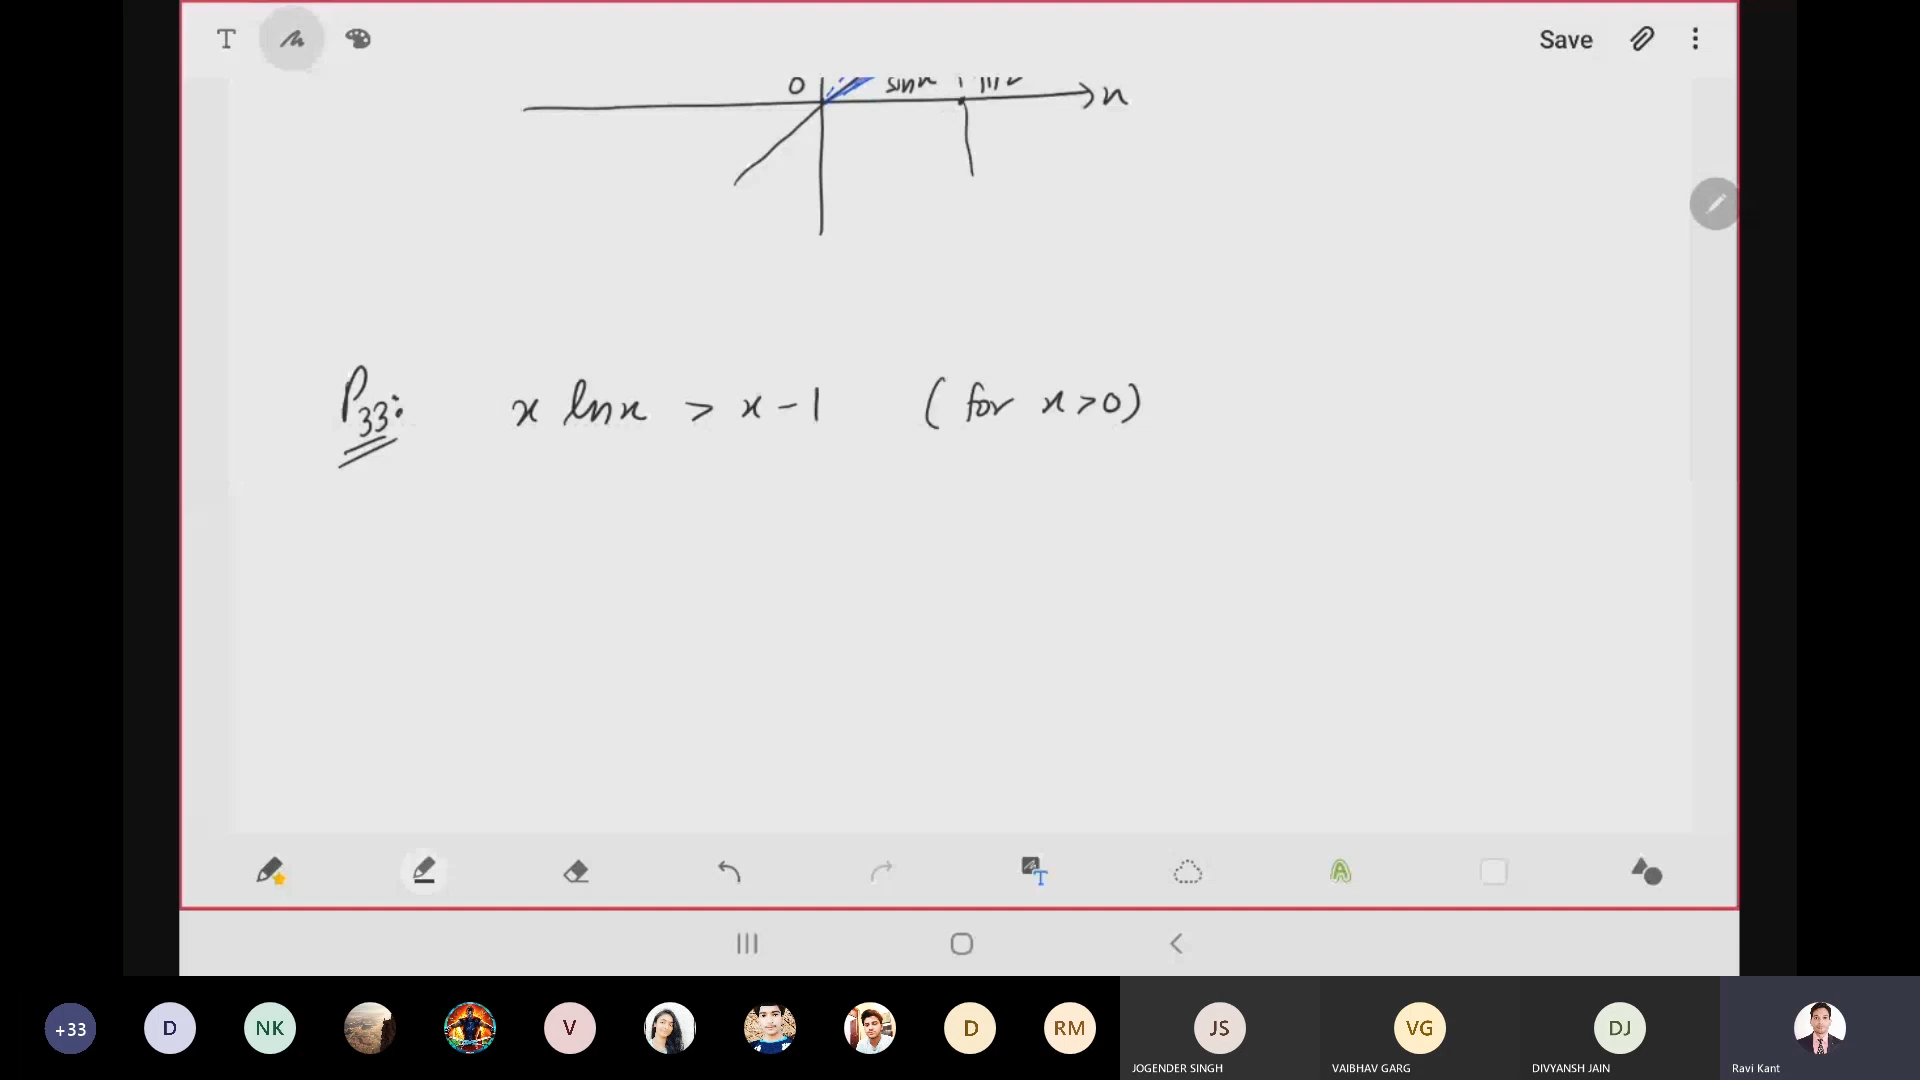 T
Save
0
sinx
x
P33: x ln x > x - 1 (for x > 0)
T
A
+33
D
NK
V
D
RM
JS
JOGENDER SINGH
VG
VAIBHAV GARG
DJ
DIVYANSH JAIN
Ravi Kant